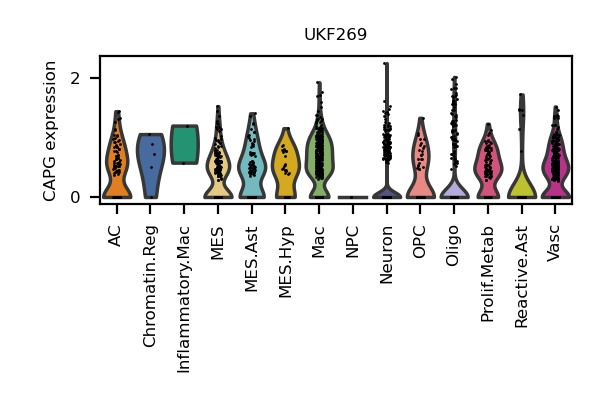 UKF269
CAPG expression
2
0
AC
Chromatin.Reg
Inflammatory.Mac
MES
MES.Ast
MES.Hyp
Mac
NPC
Neuron
OPC
Oligo
Prolif.Metab
Reactive.Ast
Vasc